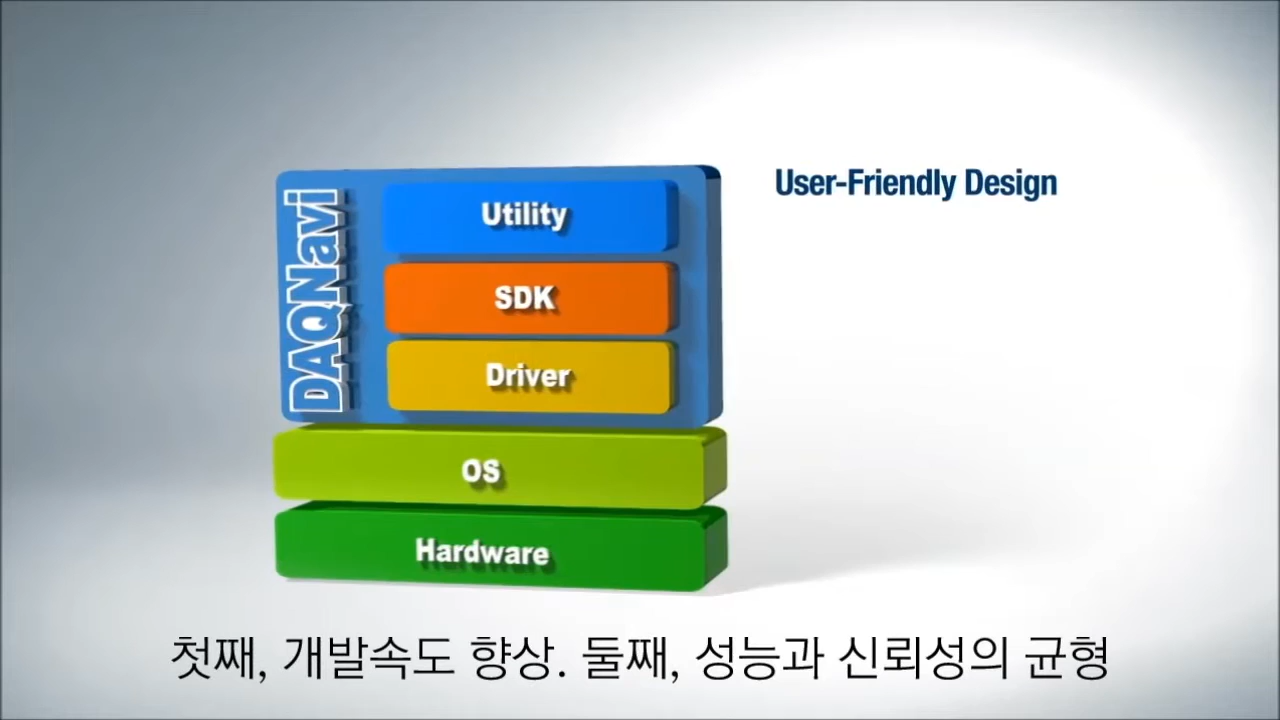 DAQNavi
Utility
SDK
Driver
OS
Hardware
User-Friendly Design
첫째, 개발속도 향상. 둘째, 성능과 신뢰성의 균형